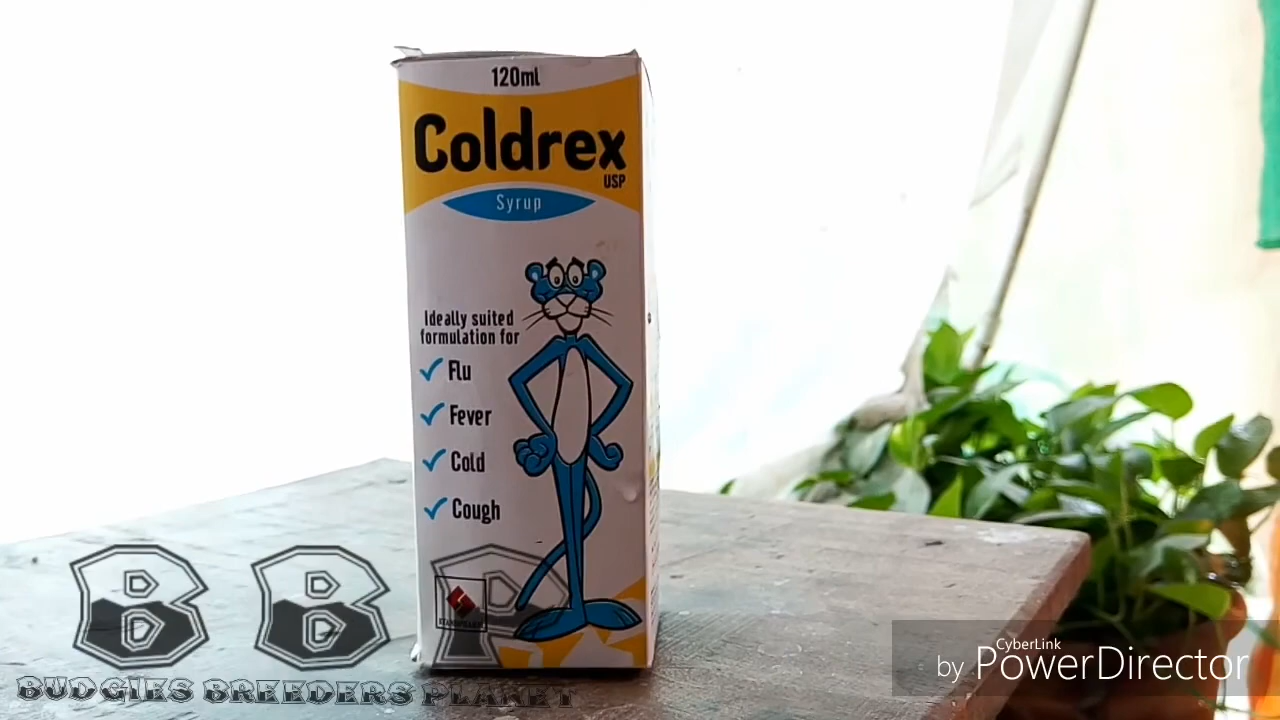 120ml
Coldrex
USP
Syrup
Ideally suited
formulation for
Flu
Fever
Cold
Cough
B B P
BUDGIES BREEDERS PLANET
CyberLink
by PowerDirector